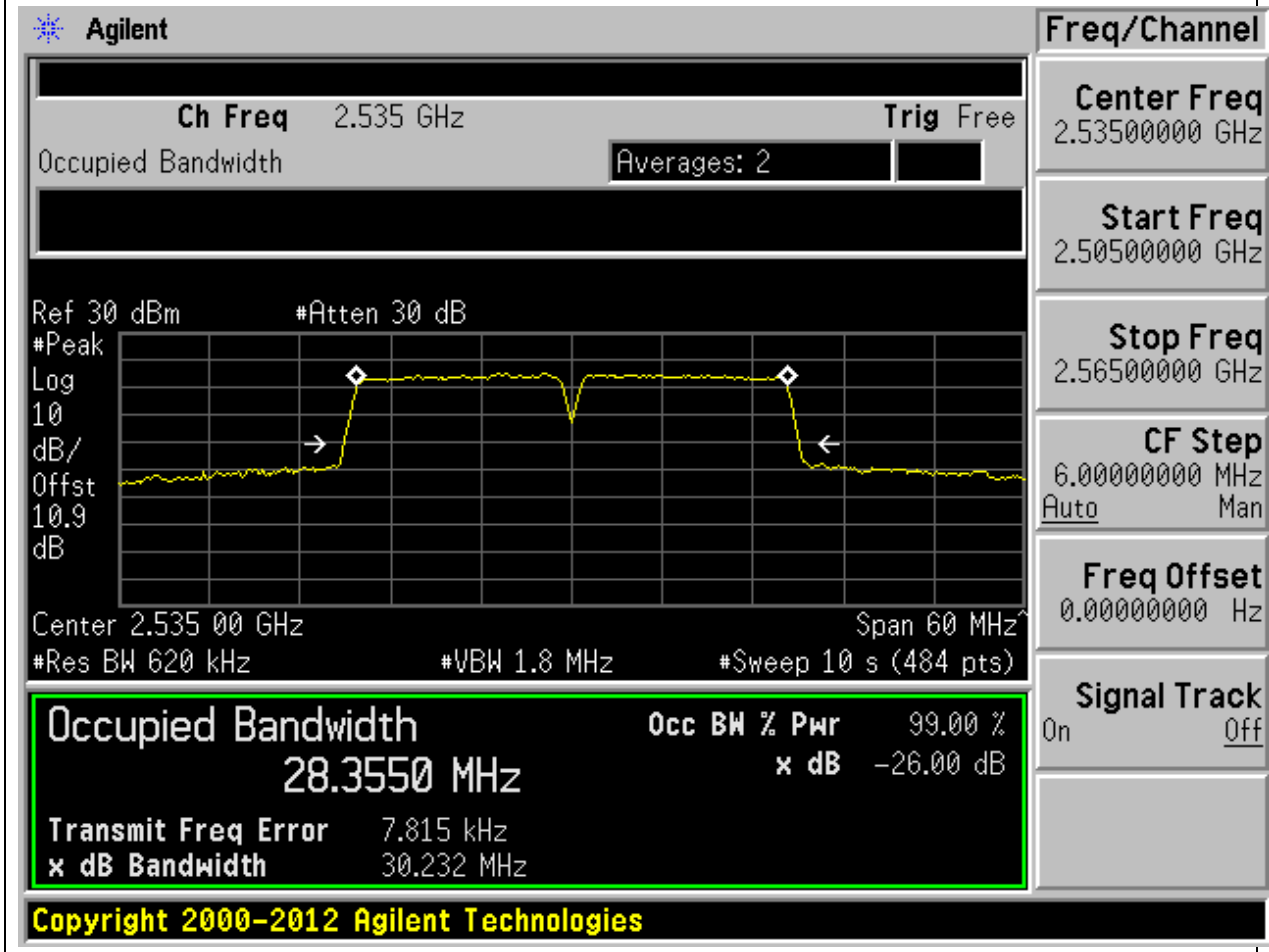 Agilent
Freq/Channel
Ch Freq 2.535 GHz Trig Free
Occupied Bandwidth Averages: 2
Ref 30 dBm #Atten 30 dB
#Peak
Log
10
dB/
Offst
10.9
dB
Center 2.535 00 GHz Span 60 MHz^
#Res BW 620 kHz #VBW 1.8 MHz #Sweep 10 s (484 pts)
Occupied Bandwidth Occ BW % Pwr 99.00 %
28.3550 MHz x dB -26.00 dB
Transmit Freq Error 7.815 kHz
x dB Bandwidth 30.232 MHz
Center Freq
2.53500000 GHz
Start Freq
2.50500000 GHz
Stop Freq
2.56500000 GHz
CF Step
6.00000000 MHz
Auto Man
Freq Offset
0.00000000 Hz
Signal Track
On Off
Copyright 2000-2012 Agilent Technologies